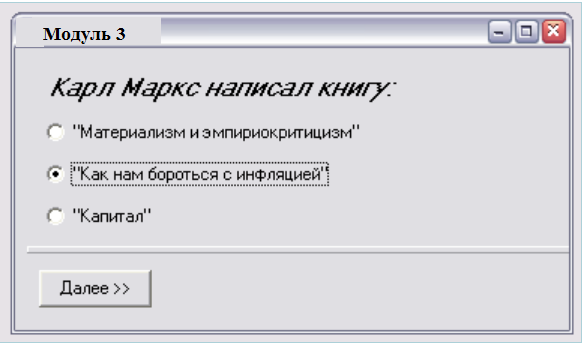 Модуль 3
Карл Маркс написал книгу:
"Материализм и эмпириокритицизм"
"Как нам бороться с инфляцией"
"Капитал"
Далее >>